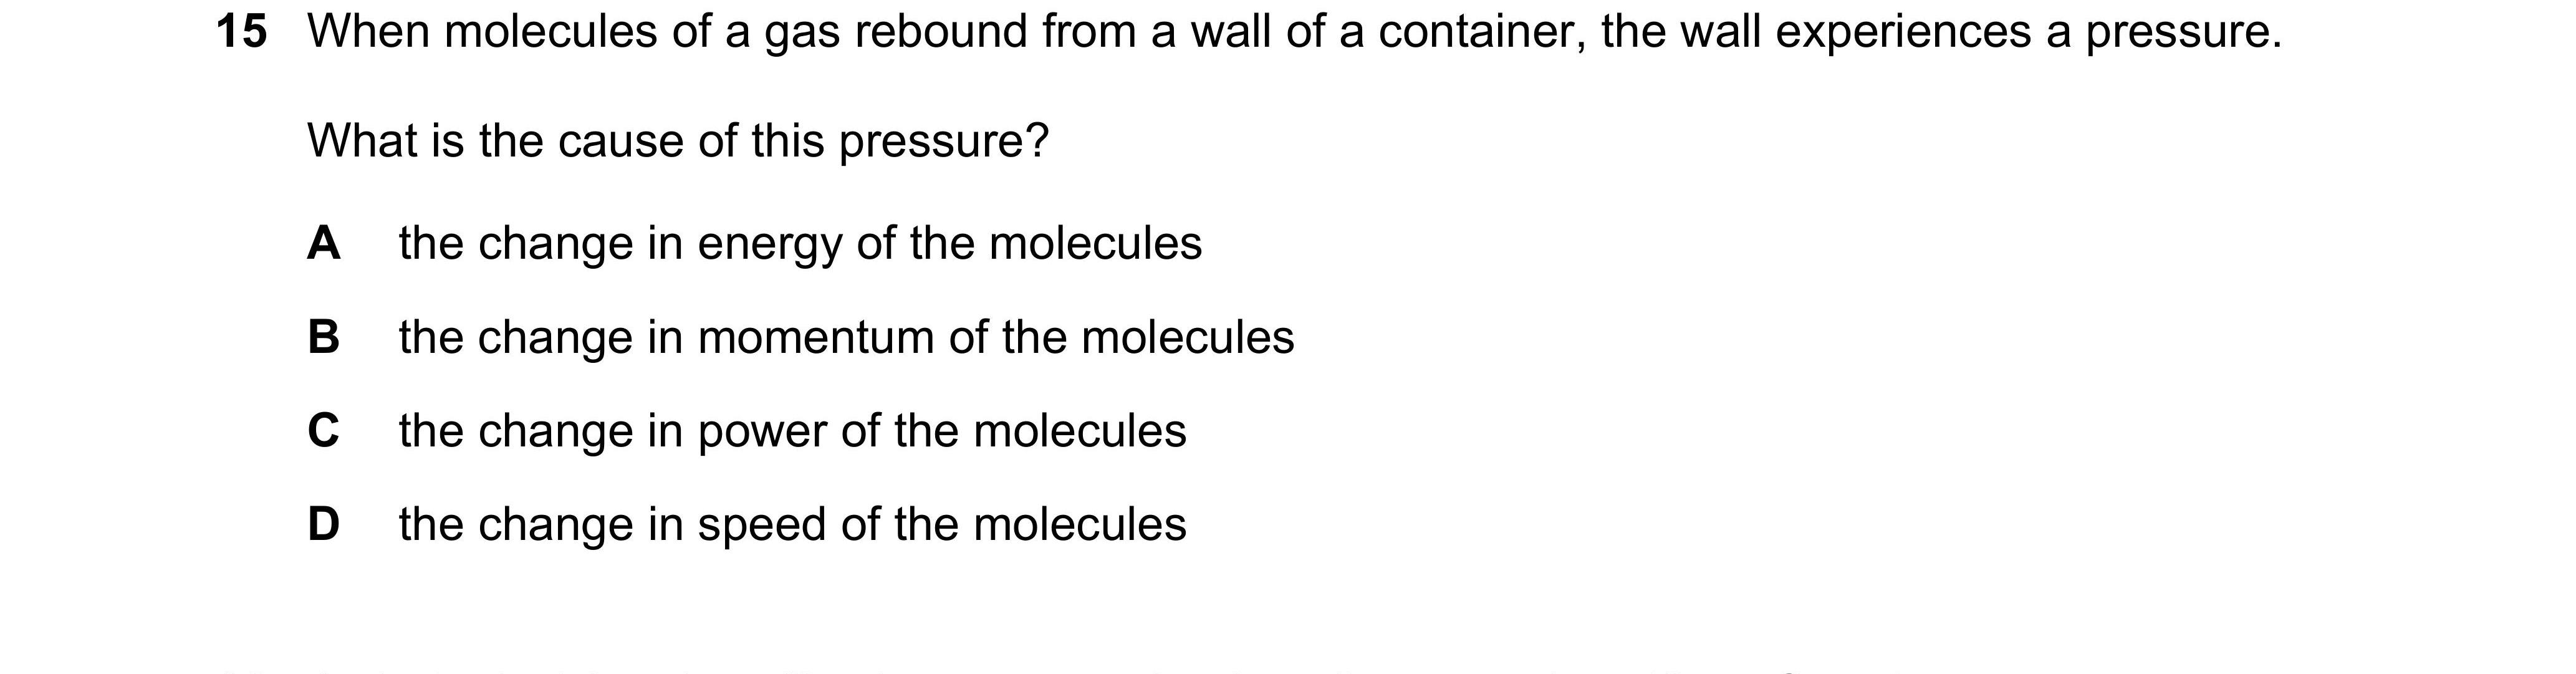 15 When molecules of a gas rebound from a wall of a container, the wall experiences a pressure.
What is the cause of this pressure?
A the change in energy of the molecules
B the change in momentum of the molecules
C the change in power of the molecules
D the change in speed of the molecules